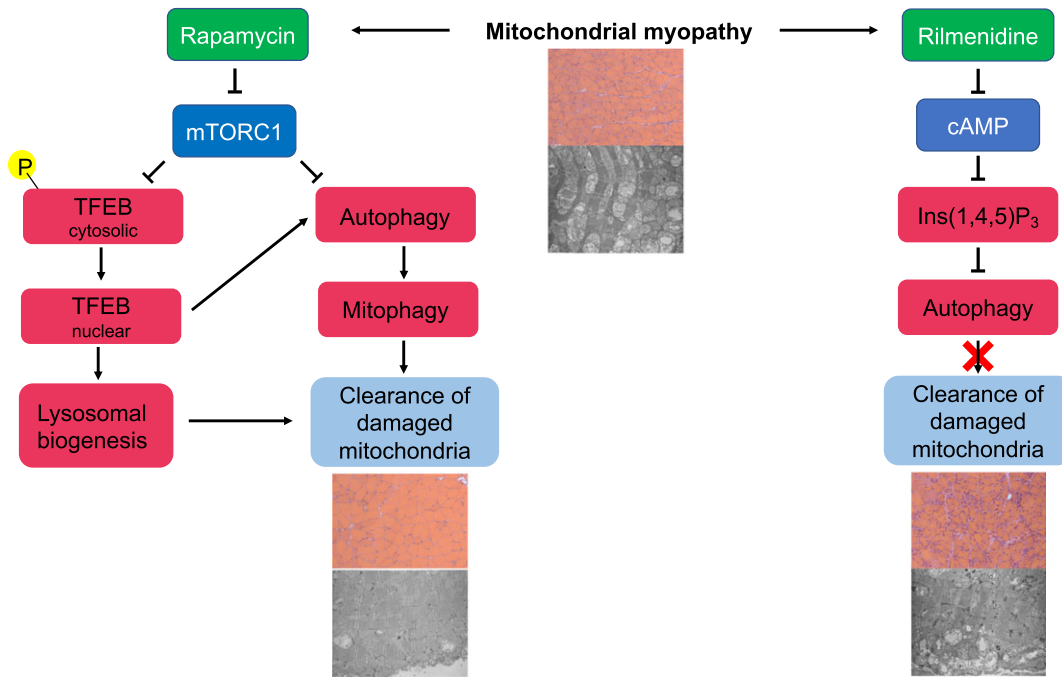 Mitochondrial myopathy
Rapamycin
mTORC1
P
TFEB
cytosolic
Autophagy
TFEB
nuclear
Mitophagy
Lysosomal
biogenesis
Clearance of
damaged
mitochondria
Rilmenidine
cAMP
Ins(1,4,5)P₃
Autophagy
Clearance of
damaged
mitochondria